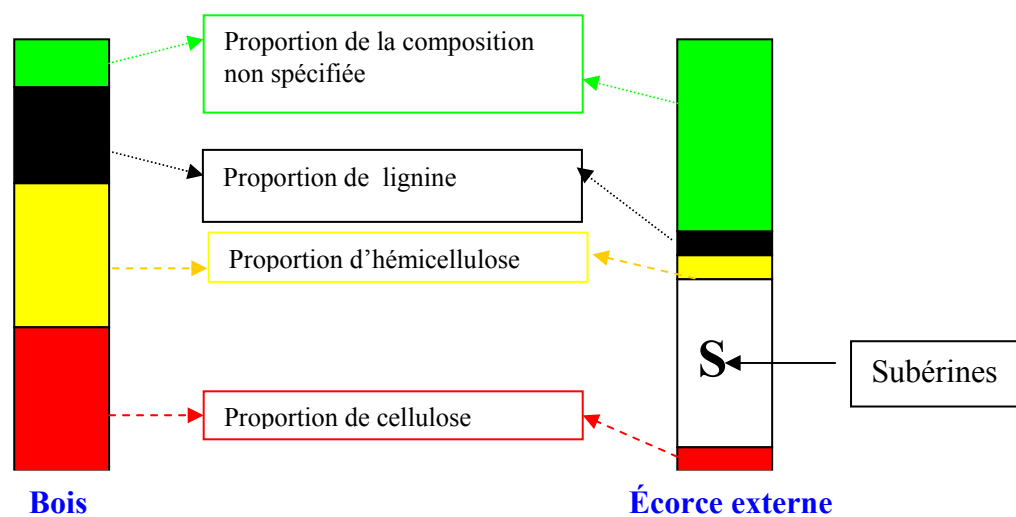 Proportion de la composition
non spécifiée
Proportion de  lignine
Proportion d’hémicellulose
S
Subérines
Proportion de cellulose
Bois
Écorce externe